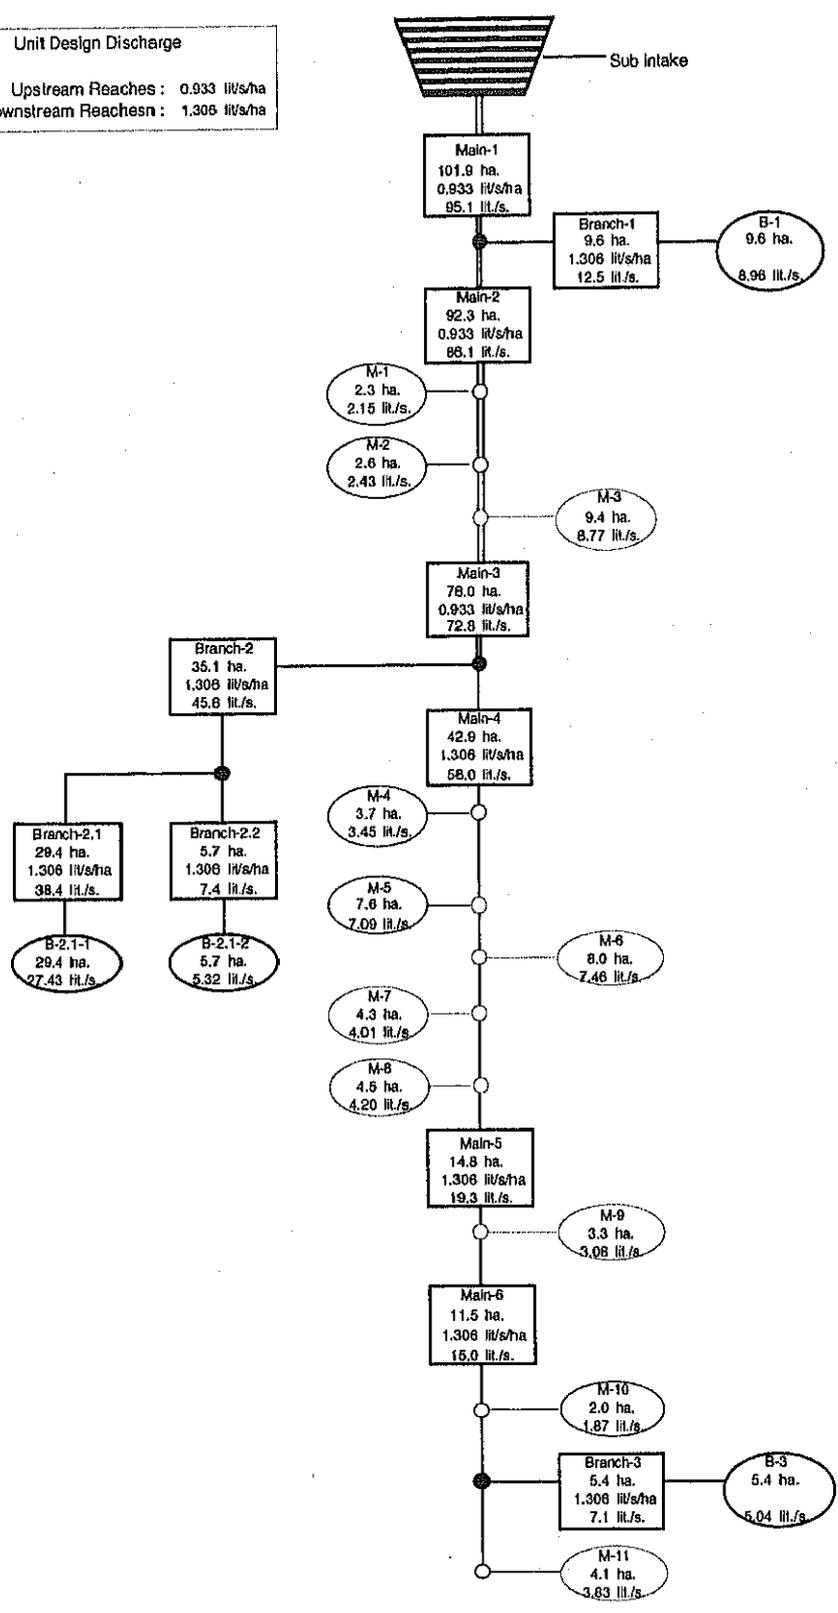 Unit Design Discharge
Upstream Reaches : 0.933 lit/s/ha
wnstream Reachesn : 1.306 lit/s/ha
Sub Intake
Main-1
101.9 ha.
0.933 lit/s/ha
95.1 lit./s.
Branch-1
9.6 ha.
1.306 lit/s/ha
12.5 lit./s.
B-1
9.6 ha.
8.96 lit./s.
Main-2
92.3 ha.
0.933 lit/s/ha
86.1 lit./s.
M-1
2.3 ha.
2.15 lit./s.
M-2
2.6 ha.
2.43 lit./s.
M-3
9.4 ha.
8.77 lit./s.
Main-3
78.0 ha.
0.933 lit/s/ha
72.8 lit./s.
Branch-2
35.1 ha.
1.306 lit/s/ha
45.8 lit./s.
Main-4
42.9 ha.
1.306 lit/s/ha
56.0 lit./s.
Branch-2.1
29.4 ha.
1.306 lit/s/ha
38.4 lit./s.
Branch-2.2
5.7 ha.
1.306 lit/s/ha
7.4 lit./s.
B-2.1-1
29.4 ha.
27.43 lit./s.
B-2.1-2
5.7 ha.
5.32 lit./s.
M-4
3.7 ha.
3.45 lit./s.
M-5
7.6 ha.
7.09 lit./s.
M-6
8.0 ha.
7.46 lit./s.
M-7
4.3 ha.
4.01 lit./s.
M-8
4.5 ha.
4.20 lit./s.
Main-5
14.8 ha.
1.306 lit/s/ha
19.3 lit./s.
M-9
3.3 ha.
3.08 lit./s.
Main-6
11.5 ha.
1.306 lit/s/ha
15.0 lit./s.
M-10
2.0 ha.
1.87 lit./s.
Branch-3
5.4 ha.
1.306 lit/s/ha
7.1 lit./s.
B-3
5.4 ha.
5.04 lit./s.
M-11
4.1 ha.
3.83 lit./s.